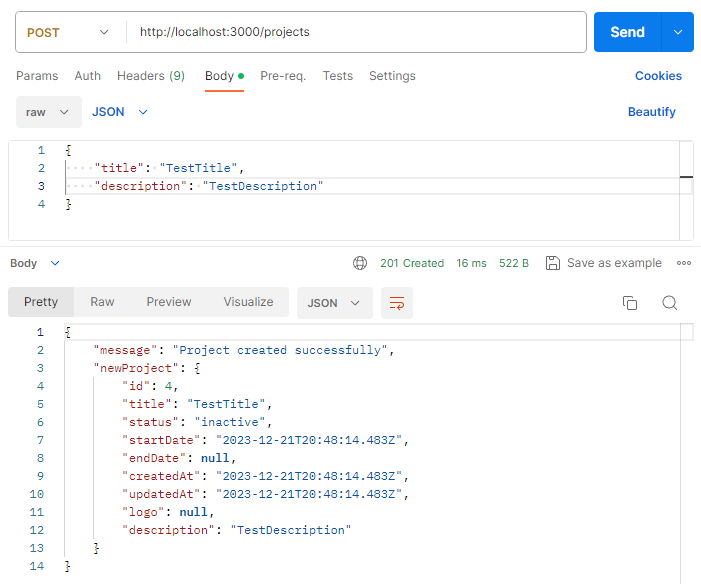 POST http://localhost:3000/projects Send
Params Auth Headers (9) Body Pre-req. Tests Settings Cookies
raw JSON Beautify
1 {
2 "title": "TestTitle",
3 "description": "TestDescription"
4 }
Body 201 Created 16 ms 522 B Save as example
Pretty Raw Preview Visualize JSON
1 {
2 "message": "Project created successfully",
3 "newProject": {
4 "id": 4,
5 "title": "TestTitle",
6 "status": "inactive",
7 "startDate": "2023-12-21T20:48:14.483Z",
8 "endDate": null,
9 "createdAt": "2023-12-21T20:48:14.483Z",
10 "updatedAt": "2023-12-21T20:48:14.483Z",
11 "logo": null,
12 "description": "TestDescription"
13 }
14 }